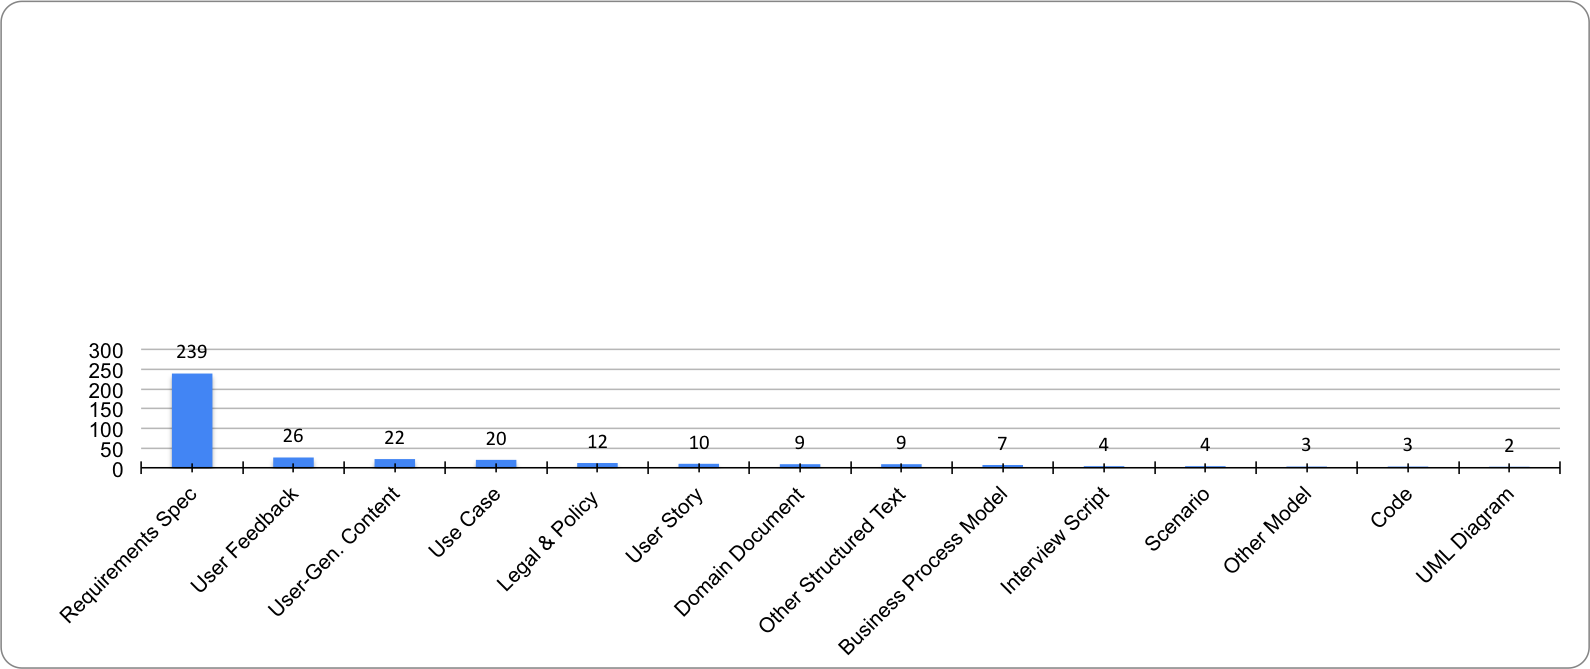 300
250
200
150
100
50
0
239
26
22
20
12
10
9
9
7
4
4
3
3
2
Requirements Spec
User Feedback
User-Gen. Content
Use Case
Legal & Policy
User Story
Domain Document
Other Structured Text
Business Process Model
Interview Script
Scenario
Other Model
Code
UML Diagram